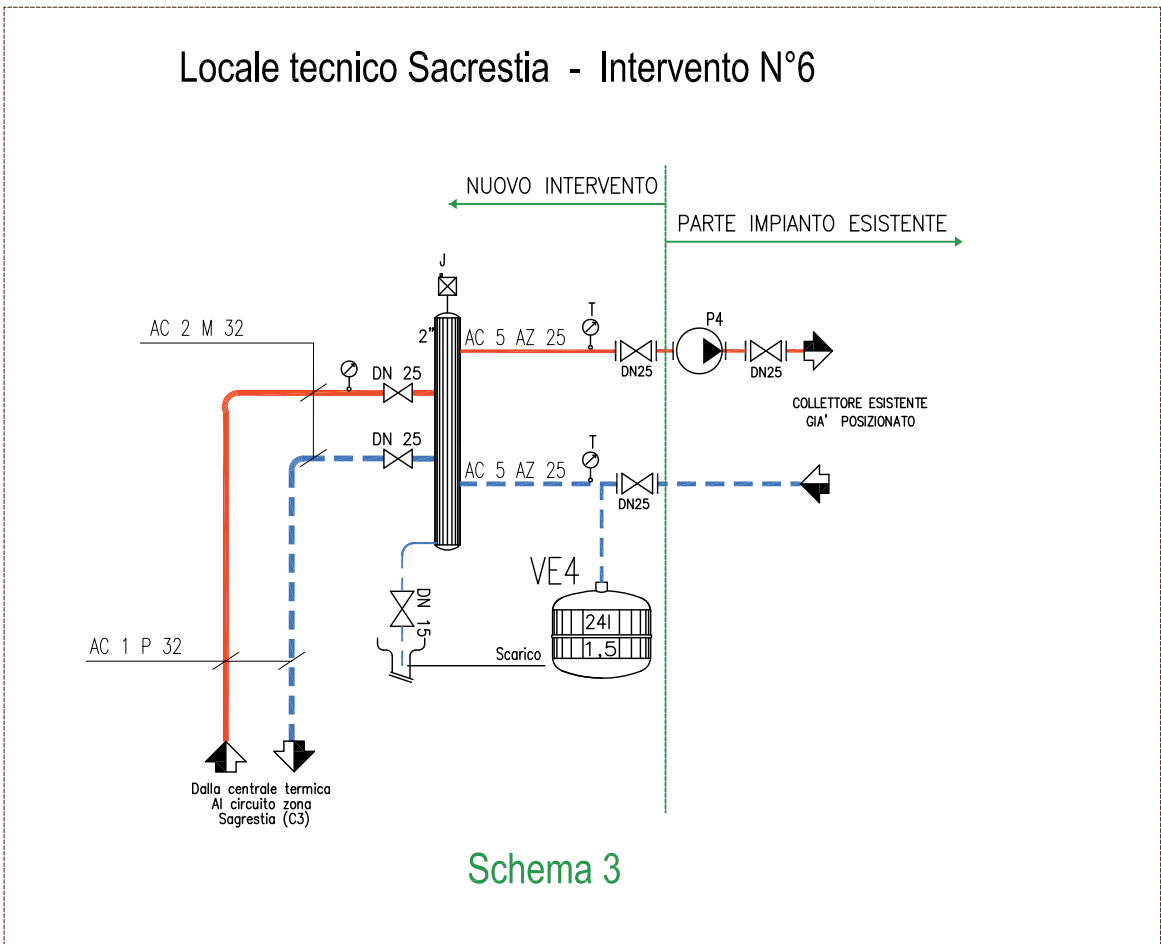 Locale tecnico Sacrestia - Intervento N°6
NUOVO INTERVENTO
PARTE IMPIANTO ESISTENTE
J
2"
AC 2 M 32
AC 5 AZ 25
T
P4
DN 25
DN25
DN25
COLLETTORE ESISTENTE
GIA' POSIZIONATO
DN 25
AC 5 AZ 25
T
DN25
VE4
DN 15
24l
1,5
AC 1 P 32
Scarico
Dalla centrale termica
Al circuito zona
Sagrestia (C3)
Schema 3